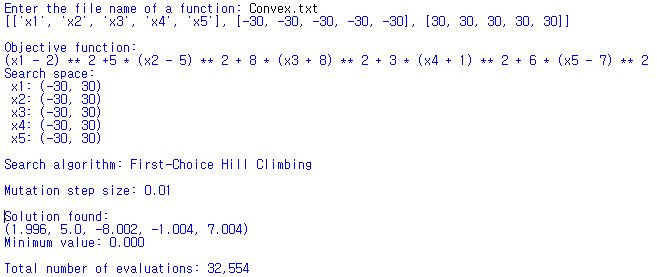 Enter the file name of a function: Convex.txt
[['x1', 'x2', 'x3', 'x4', 'x5'], [-30, -30, -30, -30, -30], [30, 30, 30, 30, 30]]
Objective function:
(x1 - 2) ** 2 +5 * (x2 - 5) ** 2 + 8 * (x3 + 8) ** 2 + 3 * (x4 + 1) ** 2 + 6 * (x5 - 7) ** 2
Search space:
x1: (-30, 30)
x2: (-30, 30)
x3: (-30, 30)
x4: (-30, 30)
x5: (-30, 30)
Search algorithm: First-Choice Hill Climbing
Mutation step size: 0.01
Solution found:
(1.996, 5.0, -8.002, -1.004, 7.004)
Minimum value: 0.000
Total number of evaluations: 32,554